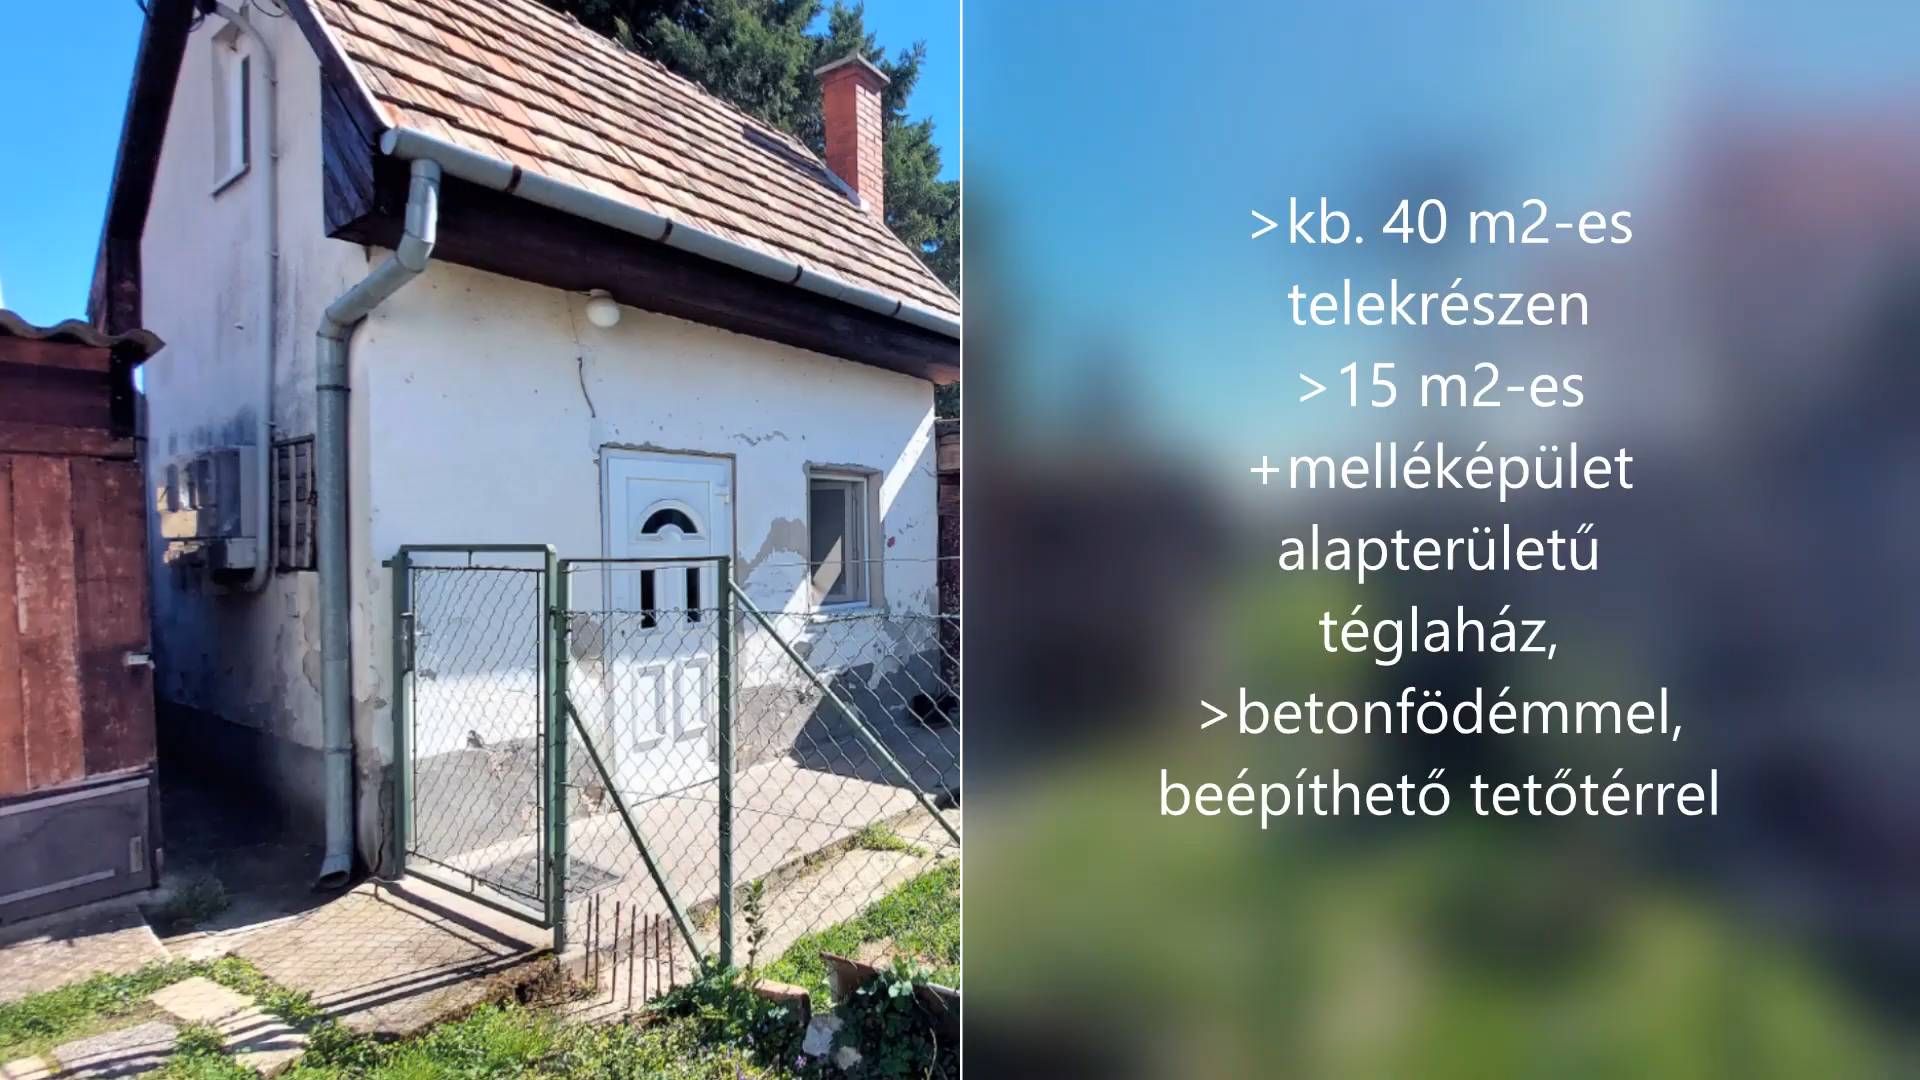 >kb. 40 m2-es
telekrészen
>15 m2-es
+melléképület
alapterületű
téglaház,
>betonfödémmel,
beépíthető tetőtérrel